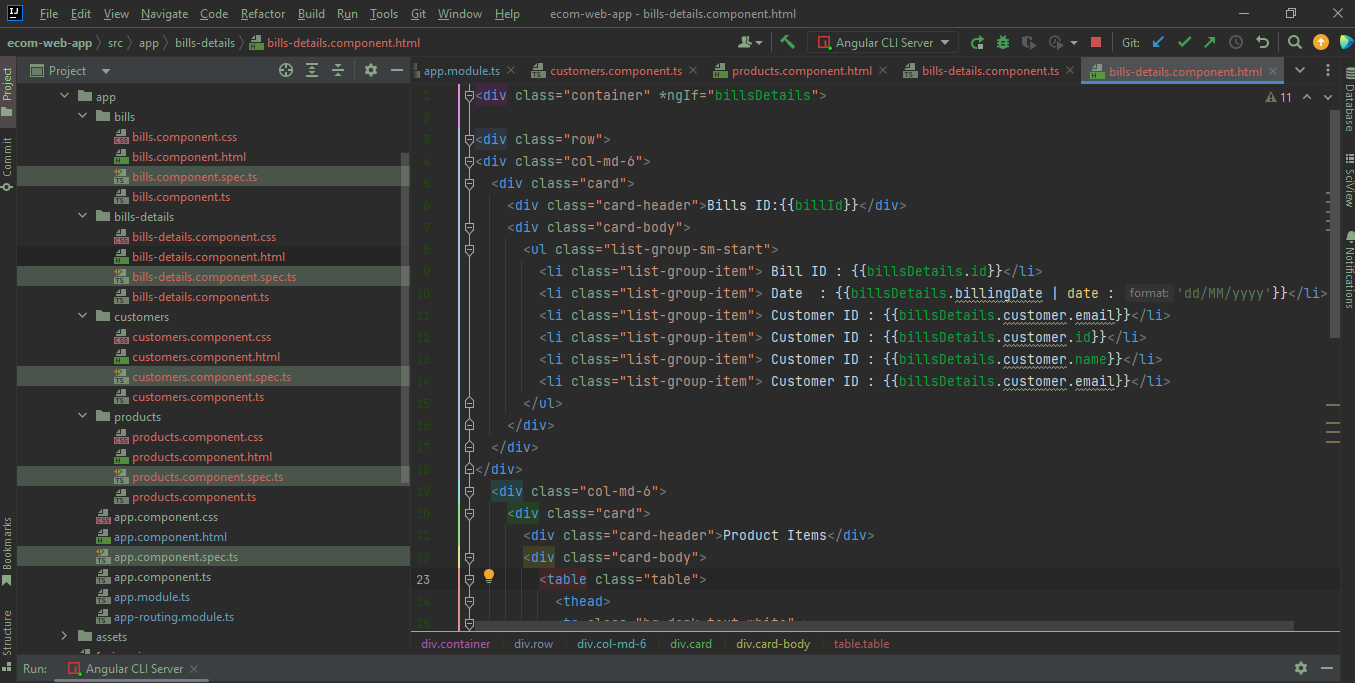 IJ File Edit View Navigate Code Refactor Build Run Tools Git Window Help ecom-web-app - bills-details.component.html
ecom-web-app src app bills-details bills-details.component.html Angular CLI Server Git:
Project
app.module.ts customers.component.ts products.component.html bills-details.component.ts bills-details.component.html
Project
Commit
Bookmarks
Structure
app
bills
bills.component.css
bills.component.html
bills.component.spec.ts
bills.component.ts
bills-details
bills-details.component.css
bills-details.component.html
bills-details.component.spec.ts
bills-details.component.ts
customers
customers.component.css
customers.component.html
customers.component.spec.ts
customers.component.ts
products
products.component.css
products.component.html
products.component.spec.ts
products.component.ts
app.component.css
app.component.html
app.component.spec.ts
app.component.ts
app.module.ts
app-routing.module.ts
assets
11
1 <div class="container" *ngIf="billsDetails">
2
3 <div class="row">
4 <div class="col-md-6">
5 <div class="card">
6 <div class="card-header">Bills ID:{{billId}}</div>
7 <div class="card-body">
8 <ul class="list-group-sm-start">
9 <li class="list-group-item"> Bill ID : {{billsDetails.id}}</li>
10 <li class="list-group-item"> Date  : {{billsDetails.billingDate | date : format: 'dd/MM/yyyy'}}</li>
11 <li class="list-group-item"> Customer ID : {{billsDetails.customer.email}}</li>
12 <li class="list-group-item"> Customer ID : {{billsDetails.customer.id}}</li>
13 <li class="list-group-item"> Customer ID : {{billsDetails.customer.name}}</li>
14 <li class="list-group-item"> Customer ID : {{billsDetails.customer.email}}</li>
15 </ul>
16 </div>
17 </div>
18 </div>
19 <div class="col-md-6">
20 <div class="card">
21 <div class="card-header">Product Items</div>
22 <div class="card-body">
23 <table class="table">
24 <thead>
25
div.container div.row div.col-md-6 div.card div.card-body table.table
Database
SciView
Notifications
Run: Angular CLI Server